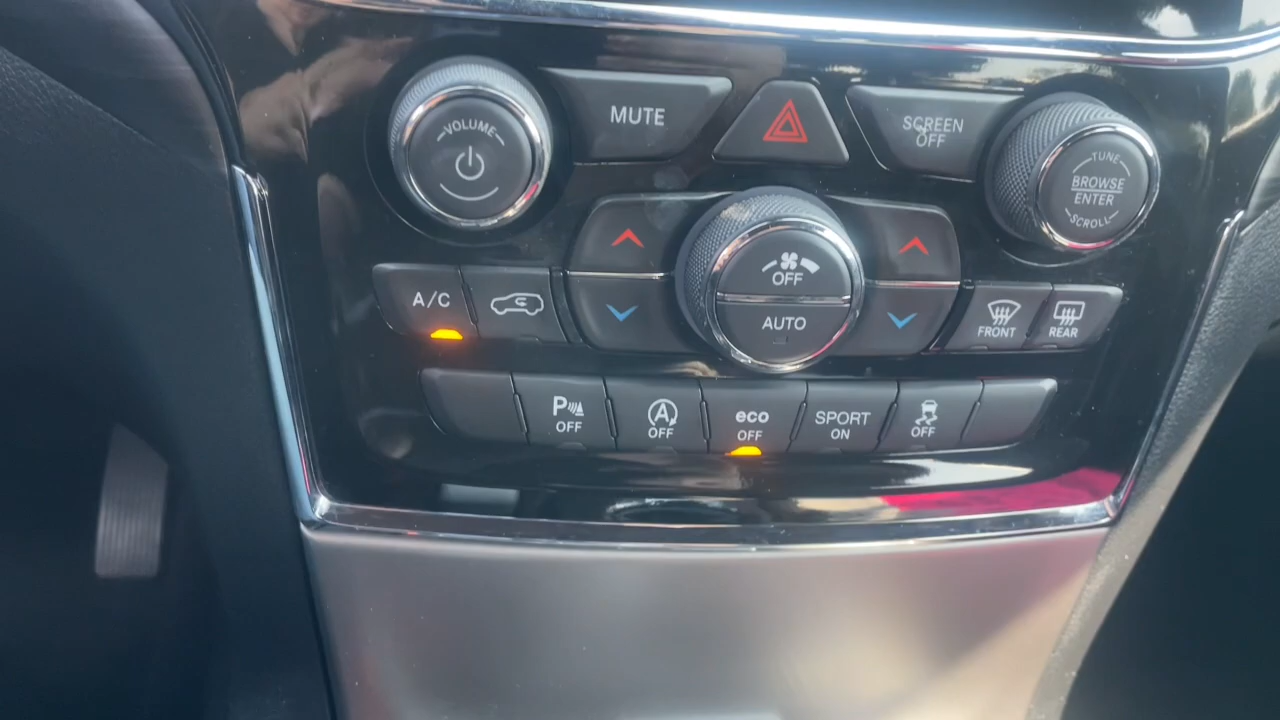 VOLUME
MUTE
SCREEN
OFF
TUNE
BROWSE
ENTER
SCROLL
A/C
OFF
AUTO
FRONT
REAR
P
OFF
A
OFF
eco
OFF
SPORT
ON
OFF